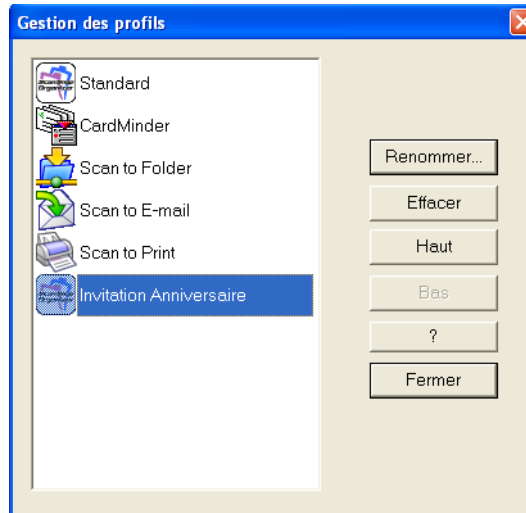 Gestion des profils
Standard
CardMinder
Scan to Folder
Scan to E-mail
Scan to Print
Invitation Anniversaire
Renommer...
Effacer
Haut
Bas
?
Fermer